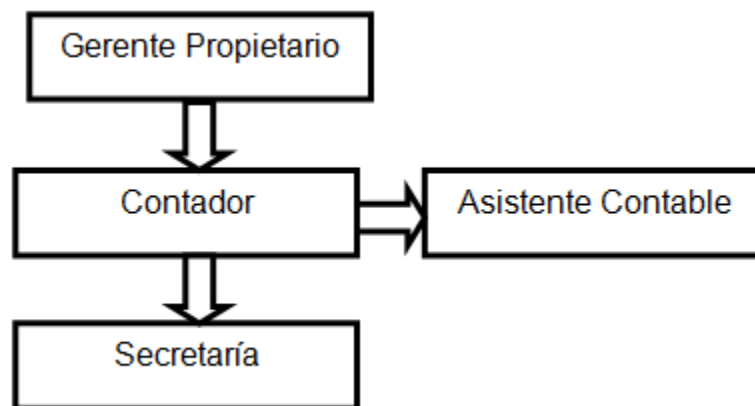 Gerente Propietario
Contador
Asistente Contable
Secretaría